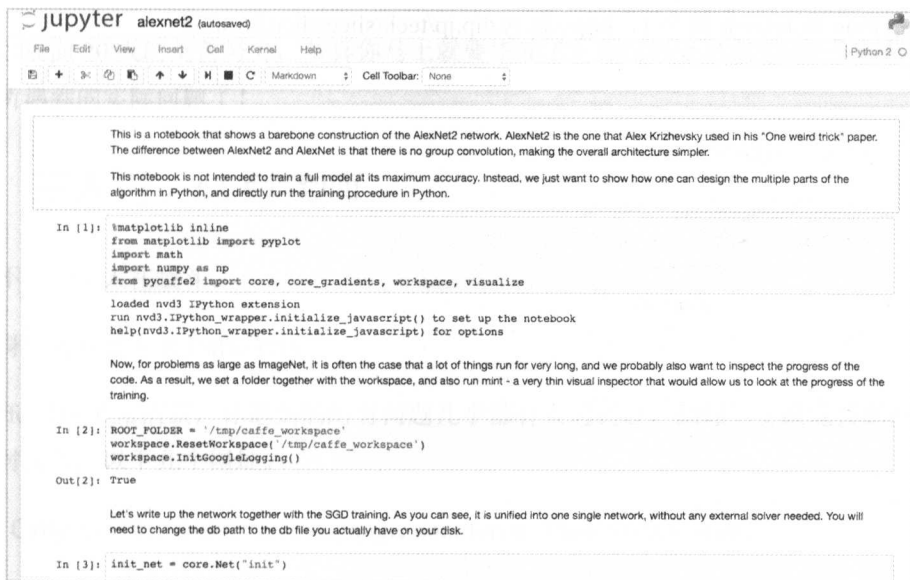 jupyter alexnet2 (autosaved)
File Edit View Insert Cell Kernel Help
Python 2
Markdown Cell Toolbar: None
This is a notebook that shows a barebone construction of the AlexNet2 network. AlexNet2 is the one that Alex Krizhevsky used in his "One weird trick" paper.
The difference between AlexNet2 and AlexNet is that there is no group convolution, making the overall architecture simpler.
This notebook is not intended to train a full model at its maximum accuracy. Instead, we just want to show how one can design the multiple parts of the
algorithm in Python, and directly run the training procedure in Python.
In [1]: %matplotlib inline
from matplotlib import pyplot
import math
import numpy as np
from pycaffe2 import core, core_gradients, workspace, visualize
loaded nvd3 IPython extension
run nvd3.IPython_wrapper.initialize_javascript() to set up the notebook
help(nvd3.IPython_wrapper.initialize_javascript) for options
Now, for problems as large as ImageNet, it is often the case that a lot of things run for very long, and we probably also want to inspect the progress of the
code. As a result, we set a folder together with the workspace, and also run mint - a very thin visual inspector that would allow us to look at the progress of the
training.
In [2]: ROOT_FOLDER = '/tmp/caffe_workspace'
workspace.ResetWorkspace('/tmp/caffe_workspace')
workspace.InitGoogleLogging()
Out[2]: True
Let's write up the network together with the SGD training. As you can see, it is unified into one single network, without any external solver needed. You will
need to change the db path to the db file you actually have on your disk.
In [3]: init_net = core.Net("init")